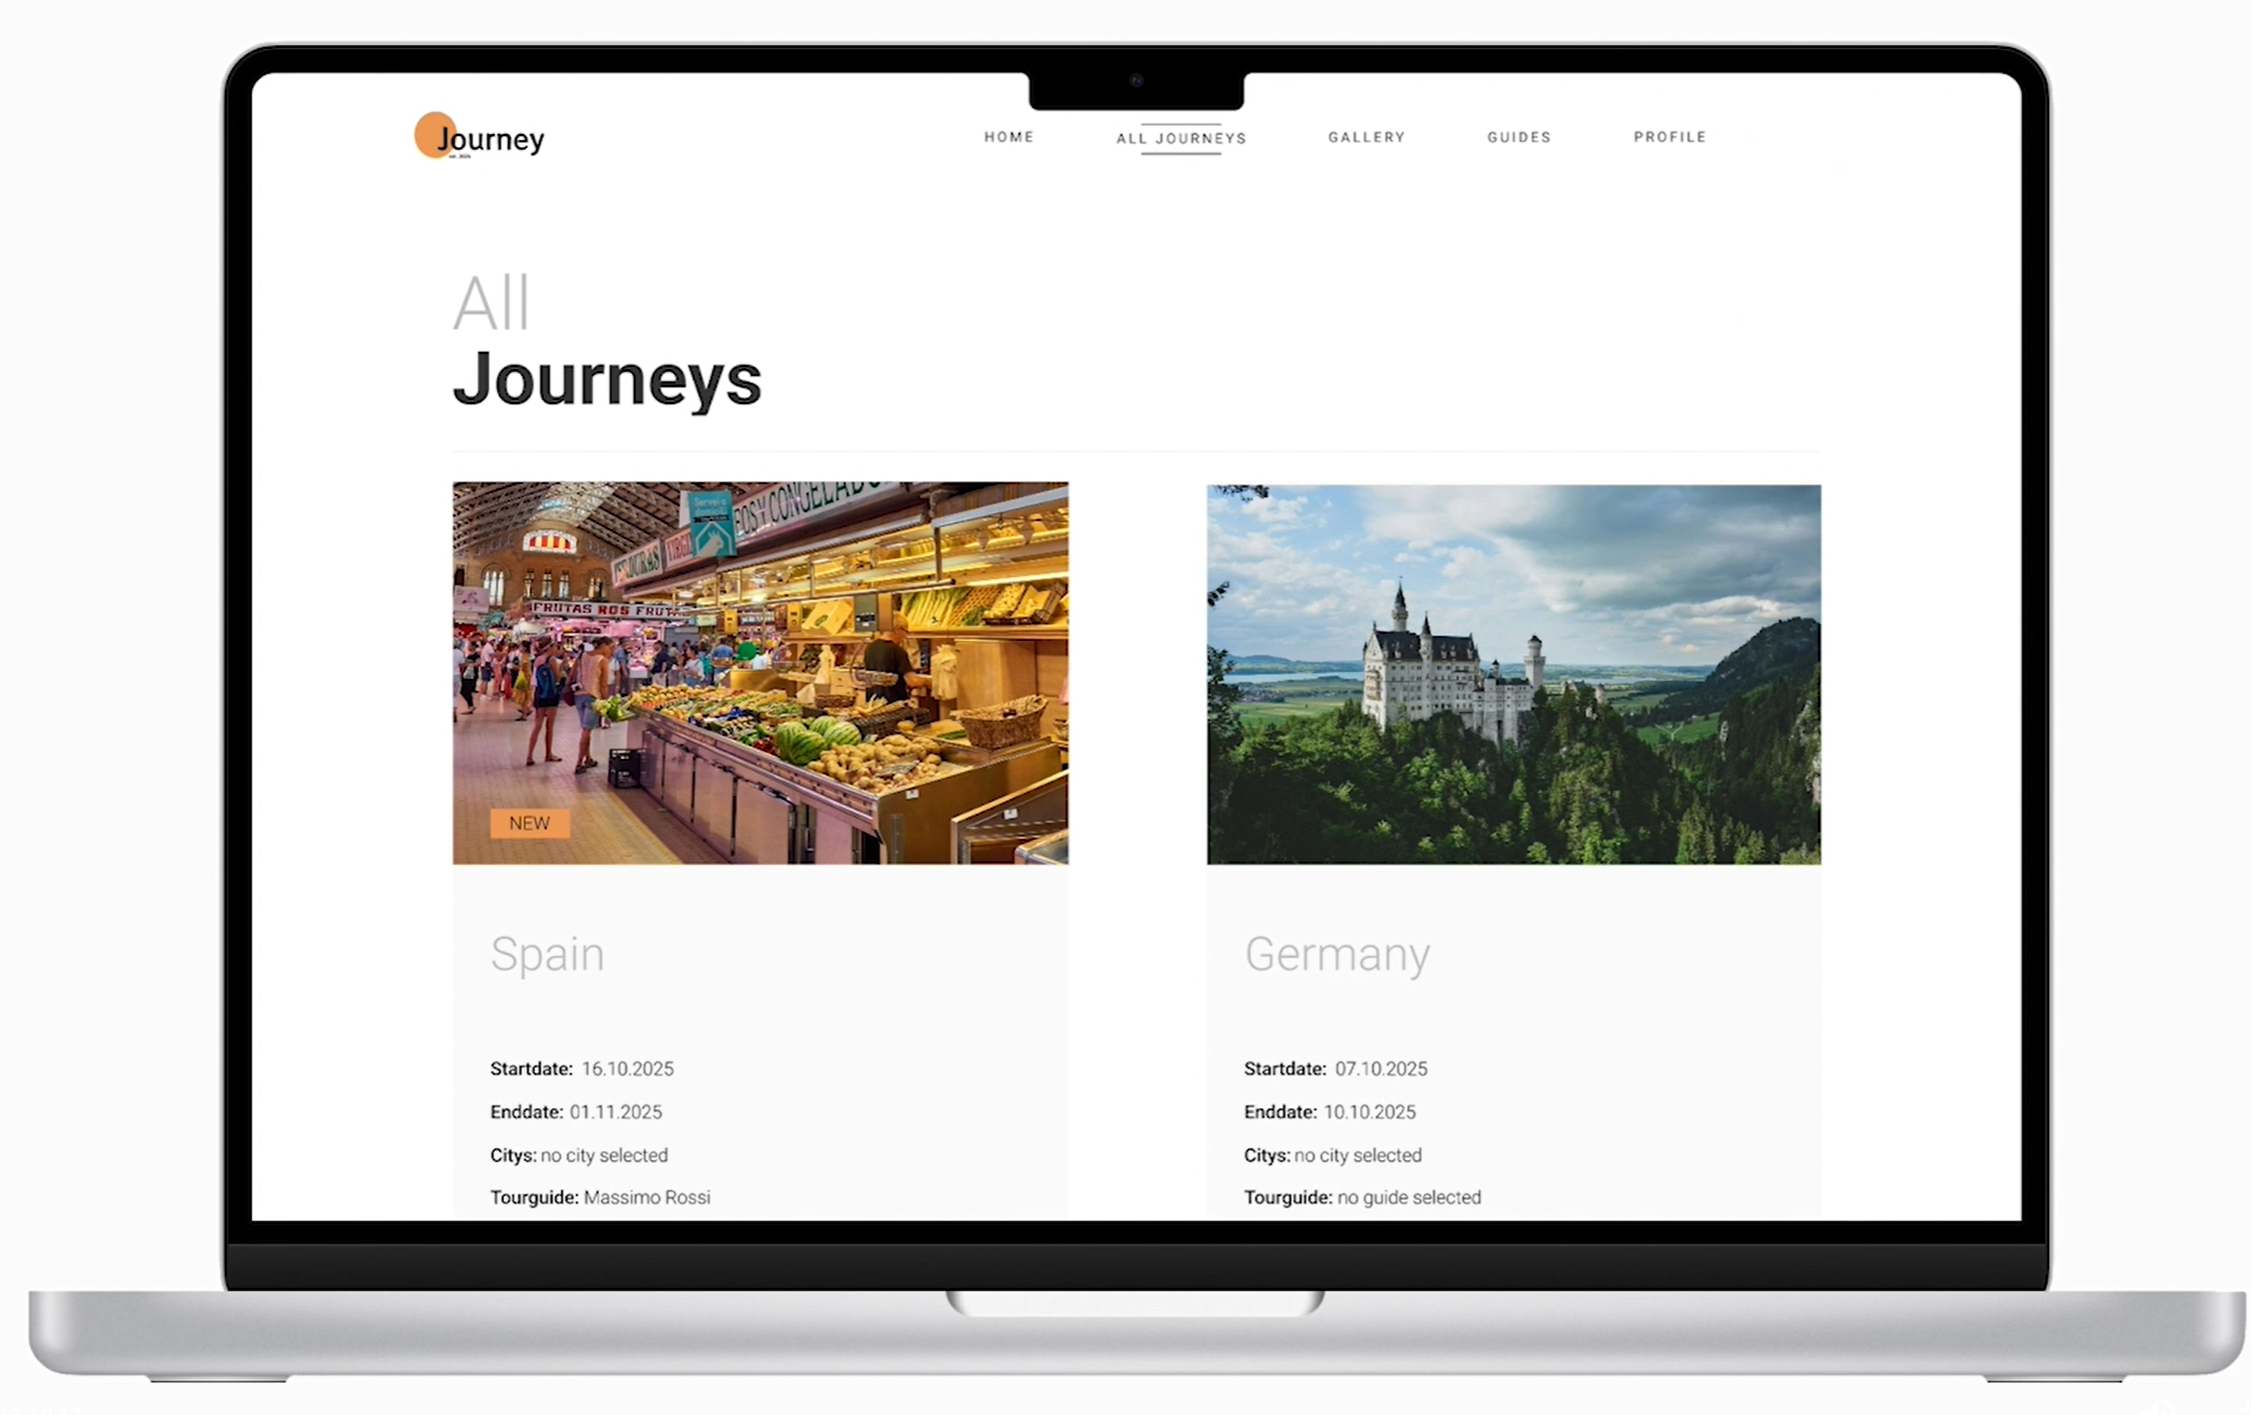 Journey
HOME
ALL JOURNEYS
GALLERY
GUIDES
PROFILE
All
Journeys
FRUTAS ROS FRUT
NEW
Spain
Startdate: 16.10.2025
Enddate: 01.11.2025
Citys: no city selected
Tourguide: Massimo Rossi
Germany
Startdate: 07.10.2025
Enddate: 10.10.2025
Citys: no city selected
Tourguide: no guide selected